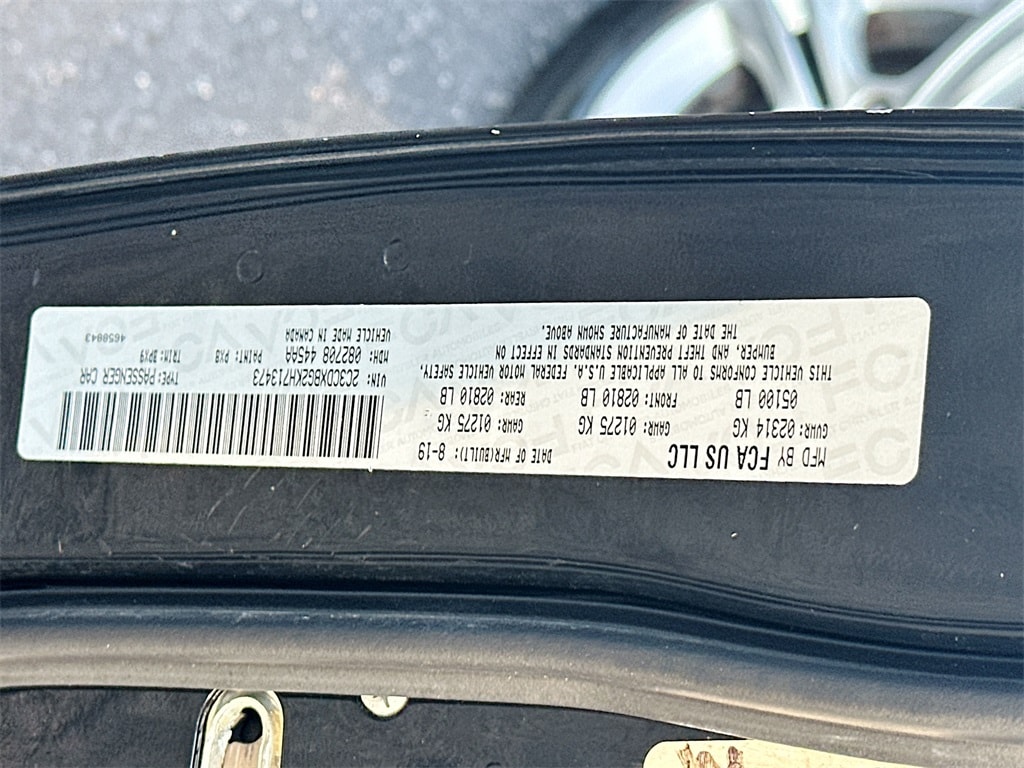 MFD BY FCA US LLC
DATE OF MFR(BUILT): 8-19
GVWR: 02314 KG
GAWR: 01275 KG
GAWR: 01275 KG
05100 LB
FRONT: 02810 LB
REAR: 02810 LB
THIS VEHICLE CONFORMS TO ALL APPLICABLE U.S.A. FEDERAL MOTOR VEHICLE SAFETY,
BUMPER, AND THEFT PREVENTION STANDARDS IN EFFECT ON
THE DATE OF MANUFACTURE SHOWN ABOVE.
VIN: 2C3CDXBG2KH713473
TYPE: PASSENGER CAR
MDH: 082708 445AA
PAINT: PX8
TRIM: BPX9
VEHICLE MADE IN CANADA
4650043